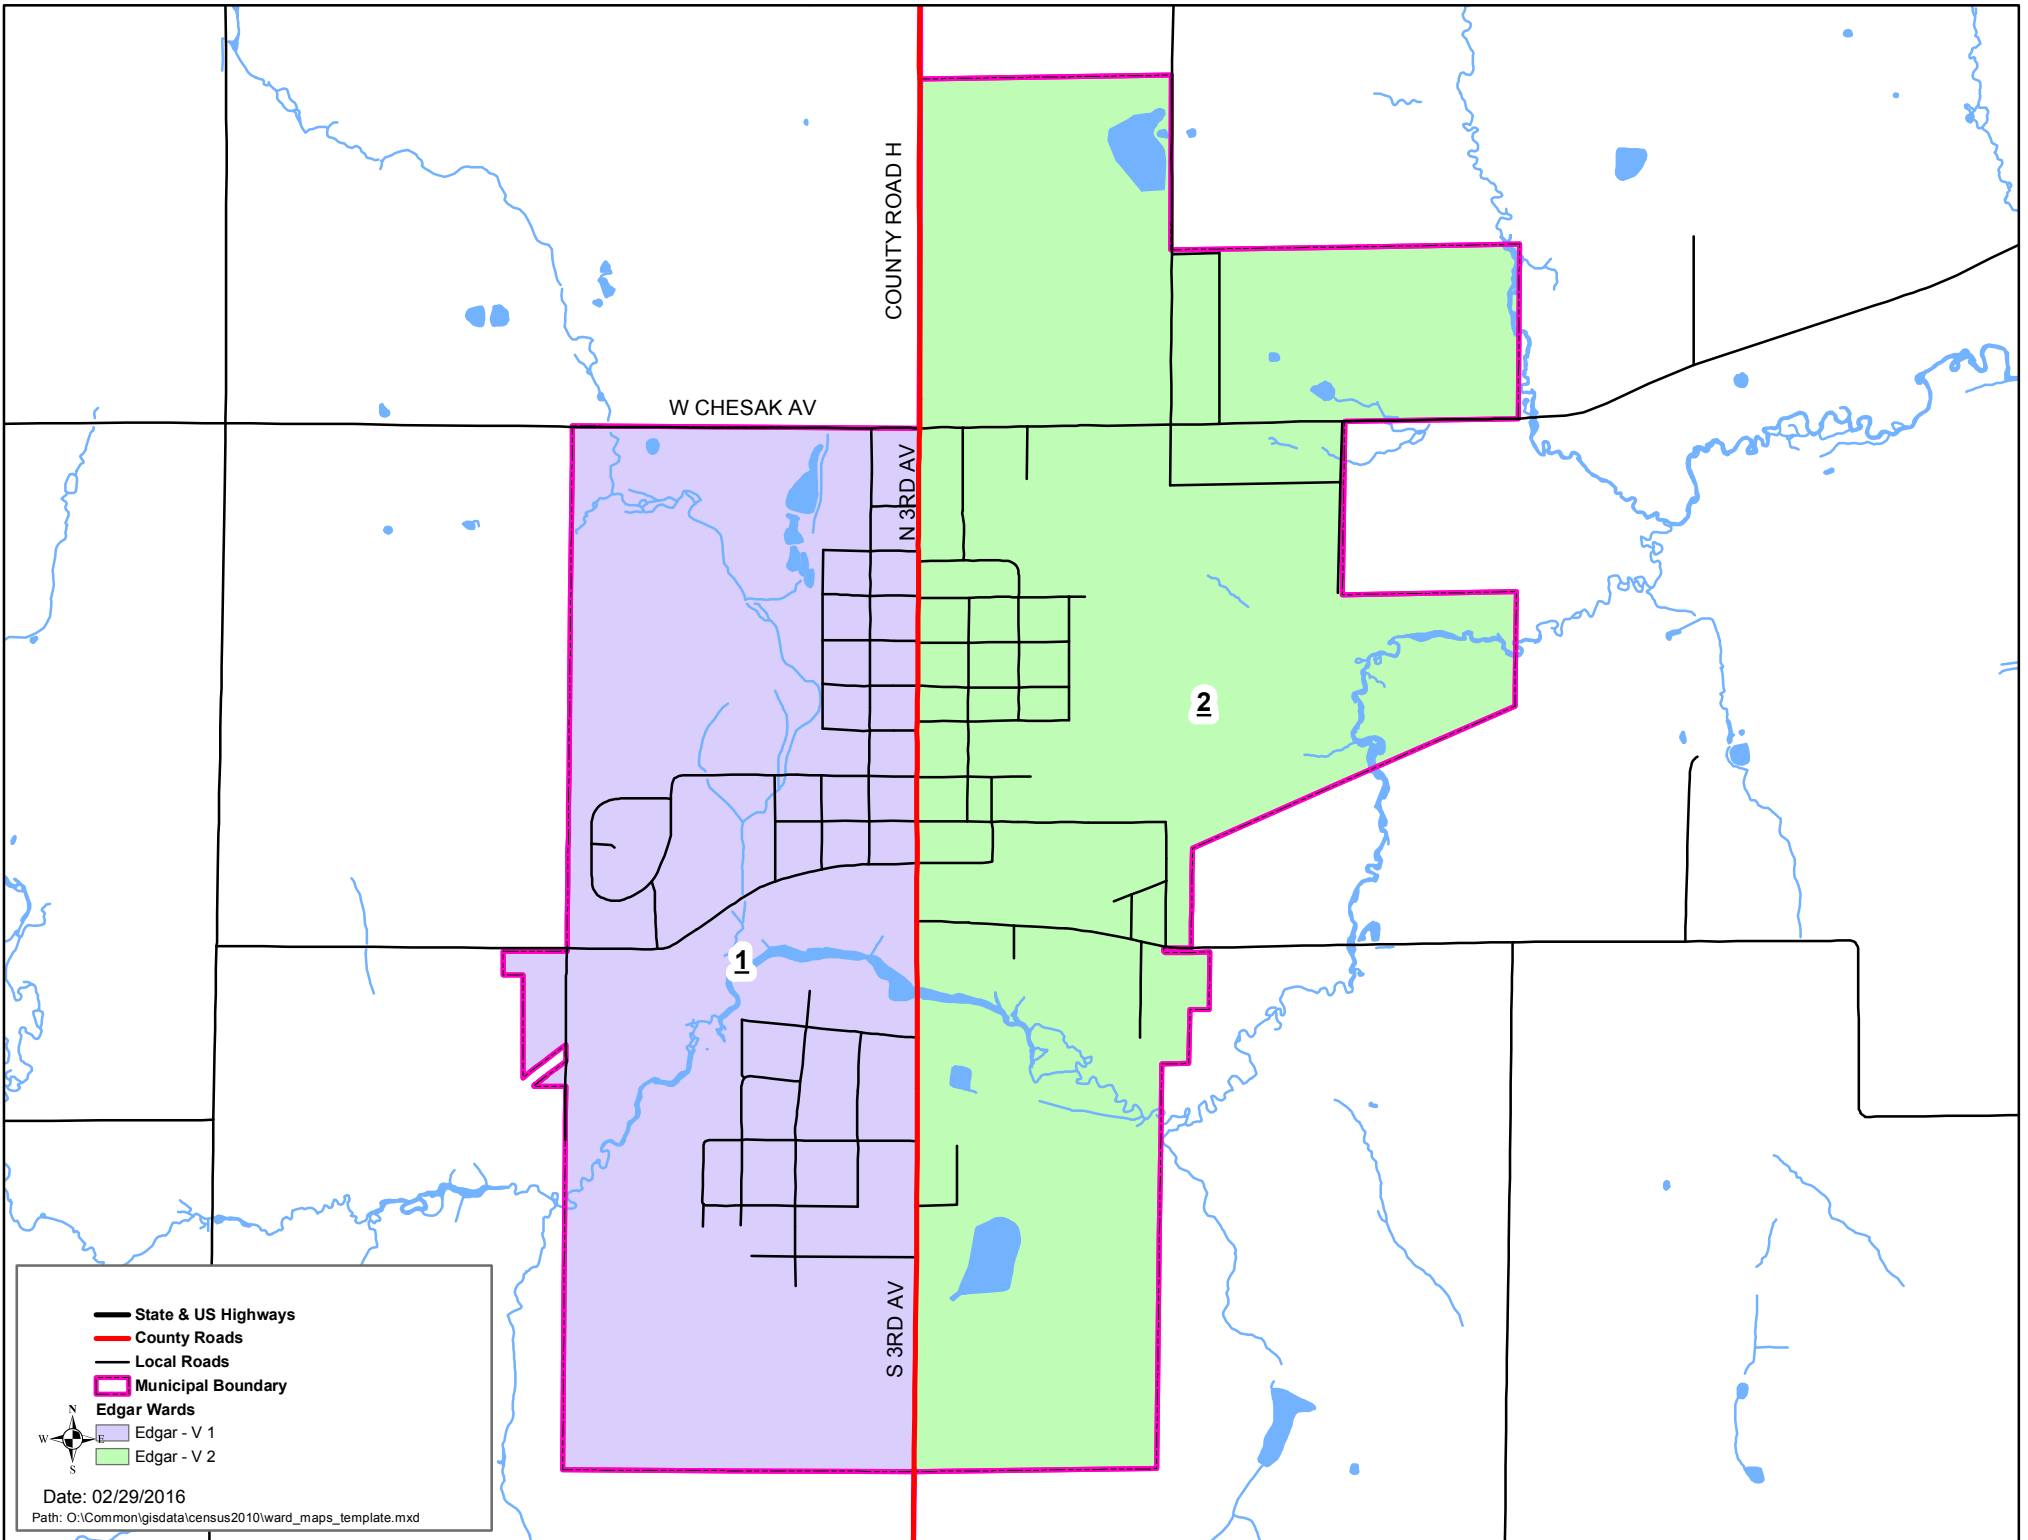 COUNTY ROAD H
W CHESAK AV
N 3RD AV
2
1
S 3RD AV
State & US Highways
County Roads
Local Roads
Municipal Boundary
Edgar Wards
Edgar - V 1
Edgar - V 2
N
W
E
S
Date: 02/29/2016
Path: O:\Common\gisdata\census2010\ward_maps_template.mxd